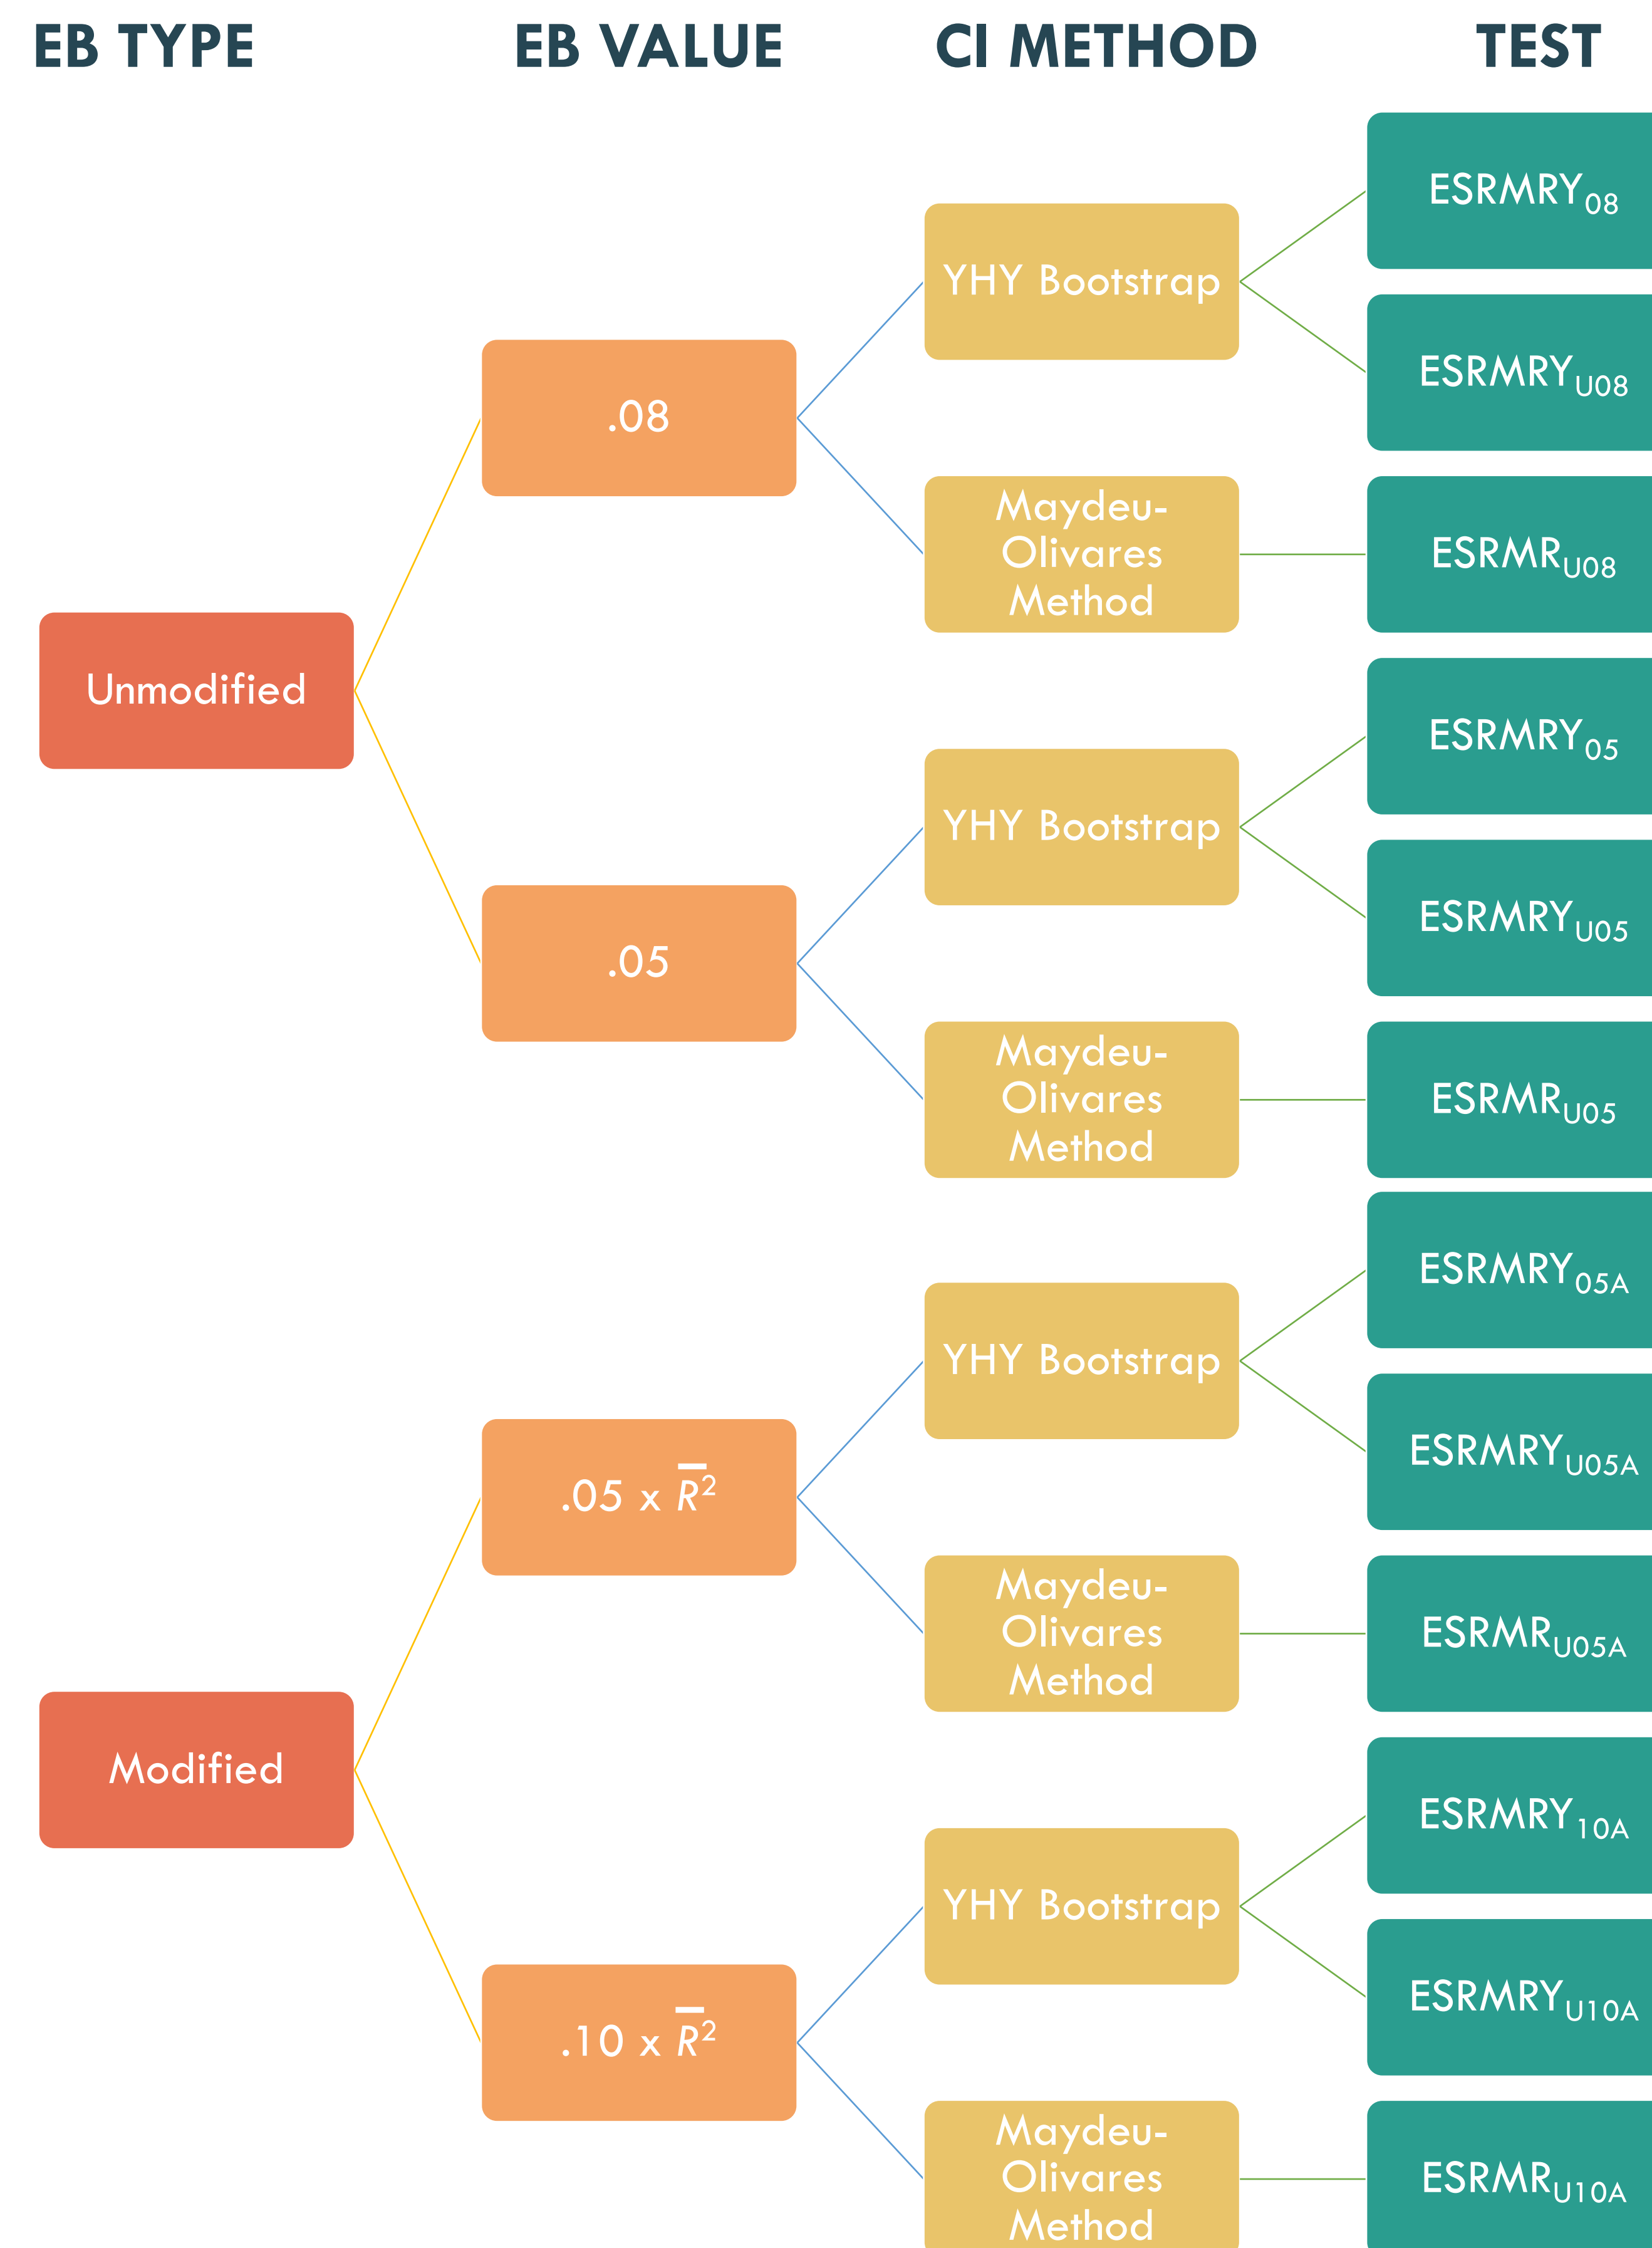 EB TYPE EB VALUE CI METHOD TEST
ESRMRY08
YHY Bootstrap
ESRMRYU08
.08
Maydeu-
Olivares
Method
ESRMRU08
Unmodified
ESRMRY05
YHY Bootstrap
ESRMRYU05
.05
Maydeu-
Olivares
Method
ESRMRU05
ESRMRY05A
YHY Bootstrap
ESRMRYU05A
.05 x R̅²
Maydeu-
Olivares
Method
ESRMRU05A
Modified
ESRMRY10A
YHY Bootstrap
ESRMRYU10A
.10 x R̅²
Maydeu-
Olivares
Method
ESRMRU10A